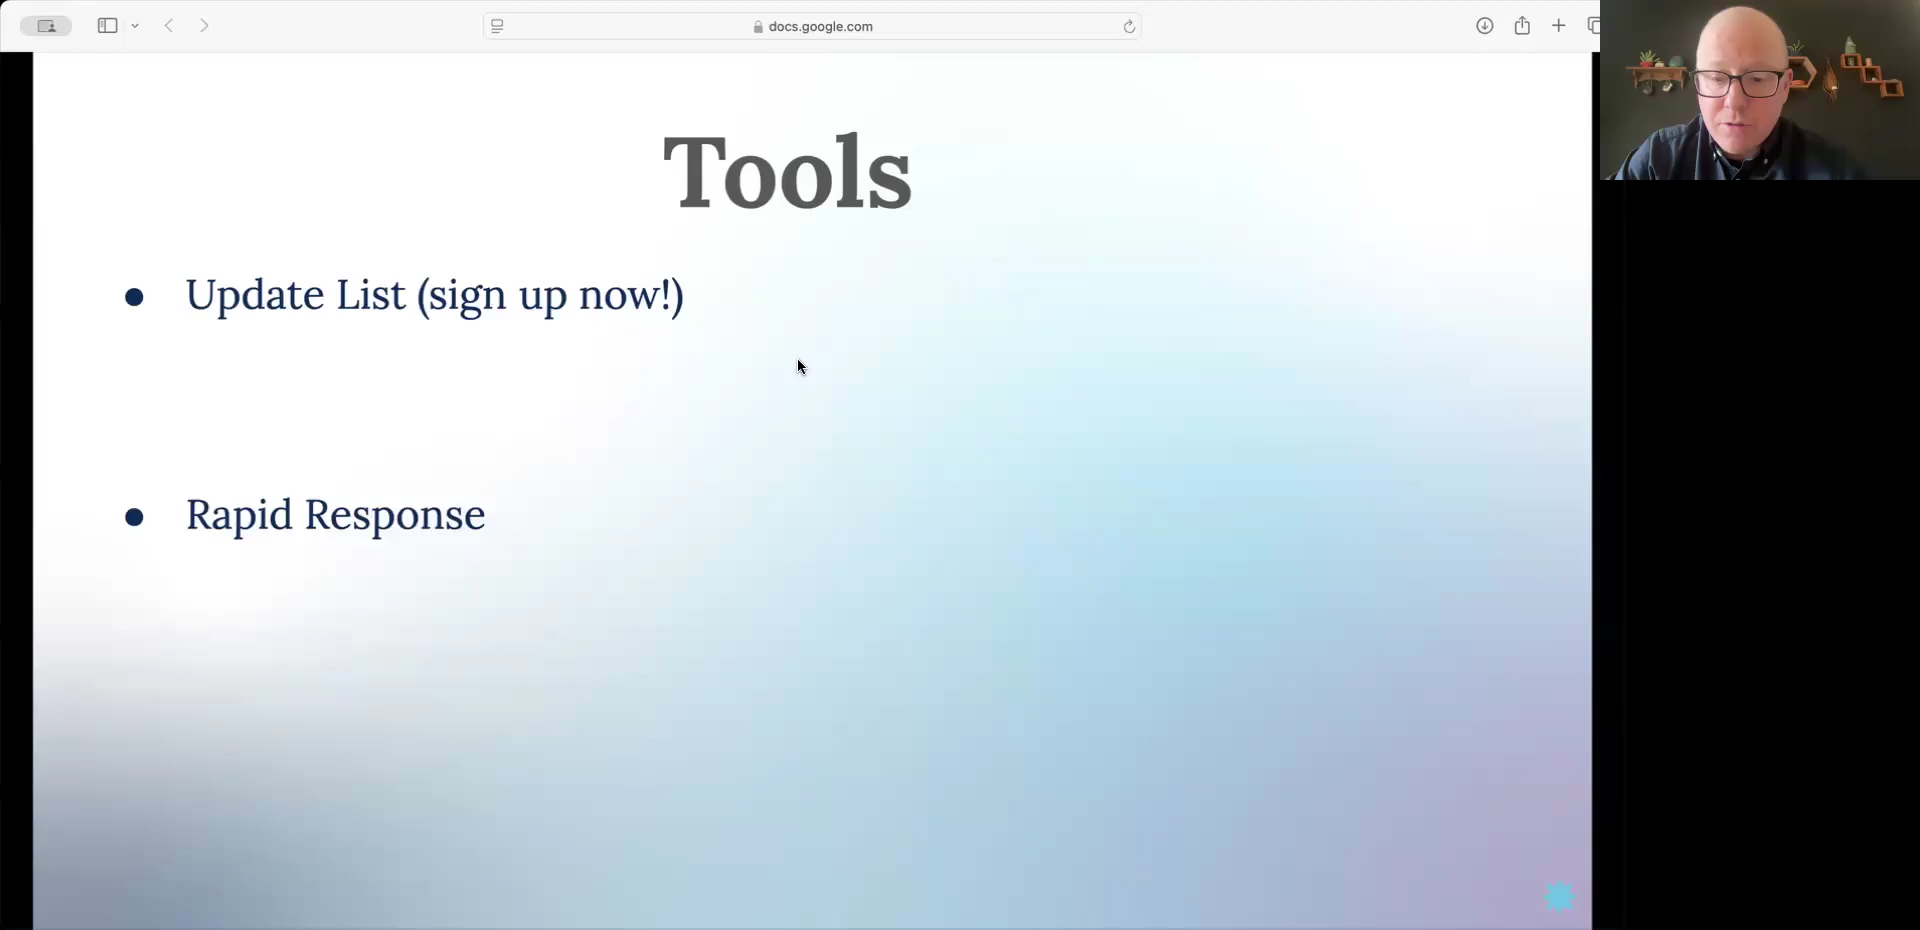 docs.google.com
Tools
● Update List (sign up now!)
● Rapid Response